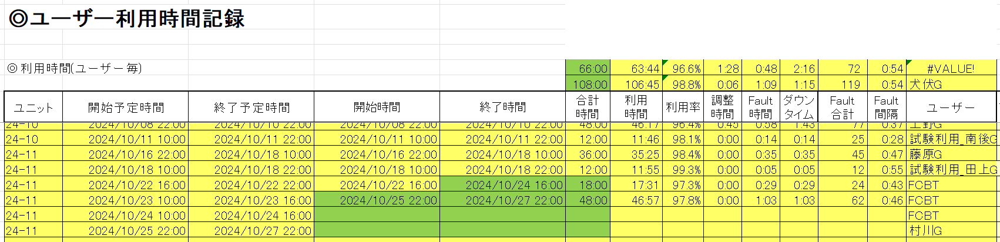 ◎ユーザー利用時間記録
◎利用時間(ユーザー毎) 66:00 63:44 96.6% 1:28 0:48 2:16 72 0:54 #VALUE!
108:00 106:45 98.8% 0:06 1:09 1:15 119 0:54 犬伏G
ユニット 開始予定時間 終了予定時間 開始時間 終了時間 合計時間 利用時間 利用率 調整時間 Fault時間 ダウンタイム Fault合計 Fault間隔 ユーザー
24-10 2024/10/08 22:00 2024/10/10 22:00 2024/10/08 22:00 2024/10/10 22:00 48:00 46:17 96.4% 0:45 0:58 1:43 77 0:37 上野G
24-10 2024/10/11 10:00 2024/10/11 22:00 2024/10/11 10:00 2024/10/11 22:00 12:00 11:46 98.1% 0:00 0:14 0:14 25 0:28 試験利用_南後G
24-11 2024/10/16 22:00 2024/10/18 10:00 2024/10/16 22:00 2024/10/18 10:00 36:00 35:25 98.4% 0:00 0:35 0:35 45 0:47 藤原G
24-11 2024/10/18 10:00 2024/10/18 22:00 2024/10/18 10:00 2024/10/18 22:00 12:00 11:55 99.3% 0:00 0:05 0:05 12 0:55 試験利用_田上G
24-11 2024/10/22 16:00 2024/10/22 22:00 2024/10/22 16:00 2024/10/24 16:00 18:00 17:31 97.3% 0:00 0:29 0:29 24 0:43 FCBT
24-11 2024/10/23 10:00 2024/10/23 16:00 2024/10/25 22:00 2024/10/27 22:00 48:00 46:57 97.8% 0:00 1:03 1:03 62 0:46 FCBT
24-11 2024/10/24 10:00 2024/10/24 16:00 FCBT
24-11 2024/10/25 22:00 2024/10/27 22:00 村川G